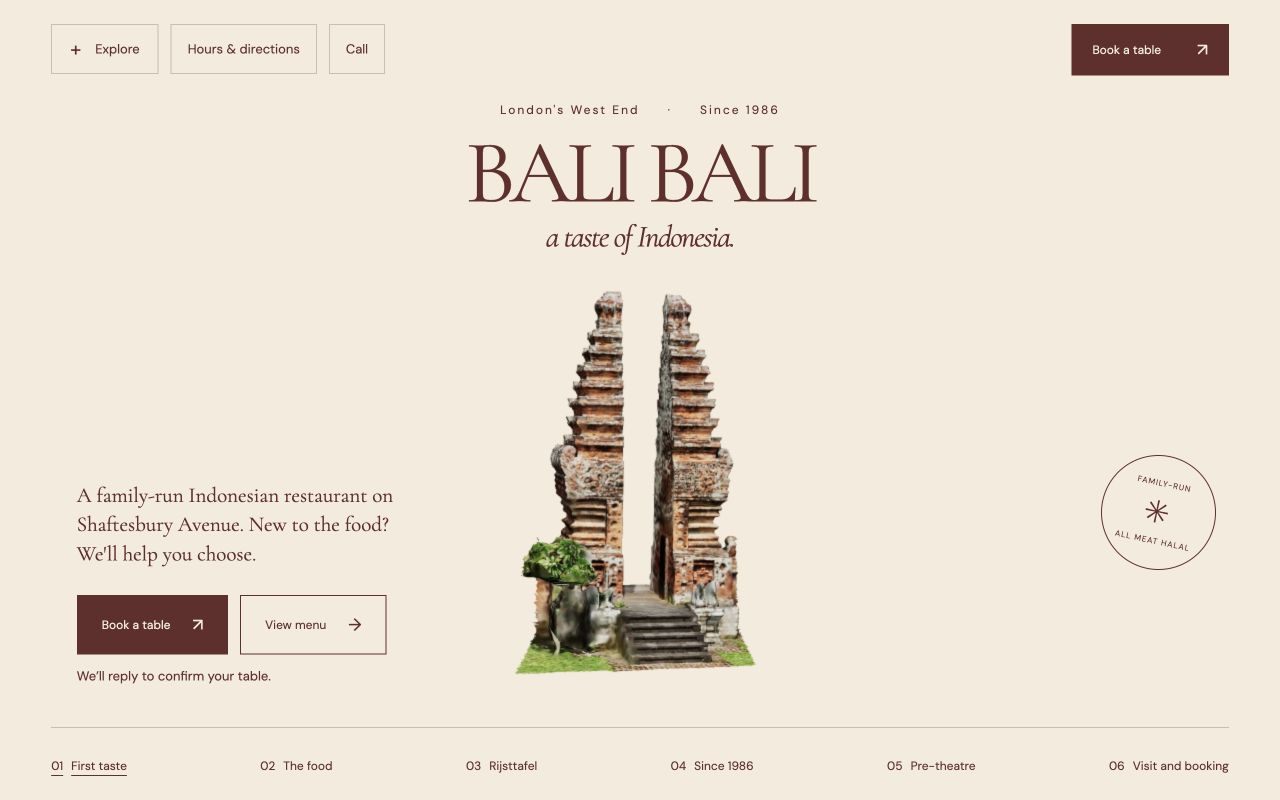 + Explore
Hours & directions
Call
Book a table
London's West End · Since 1986
BALI BALI
a taste of Indonesia.
A family-run Indonesian restaurant on
Shaftesbury Avenue. New to the food?
We'll help you choose.
Book a table
View menu
We'll reply to confirm your table.
FAMILY-RUN
ALL MEAT HALAL
01 First taste
02 The food
03 Rijsttafel
04 Since 1986
05 Pre-theatre
06 Visit and booking